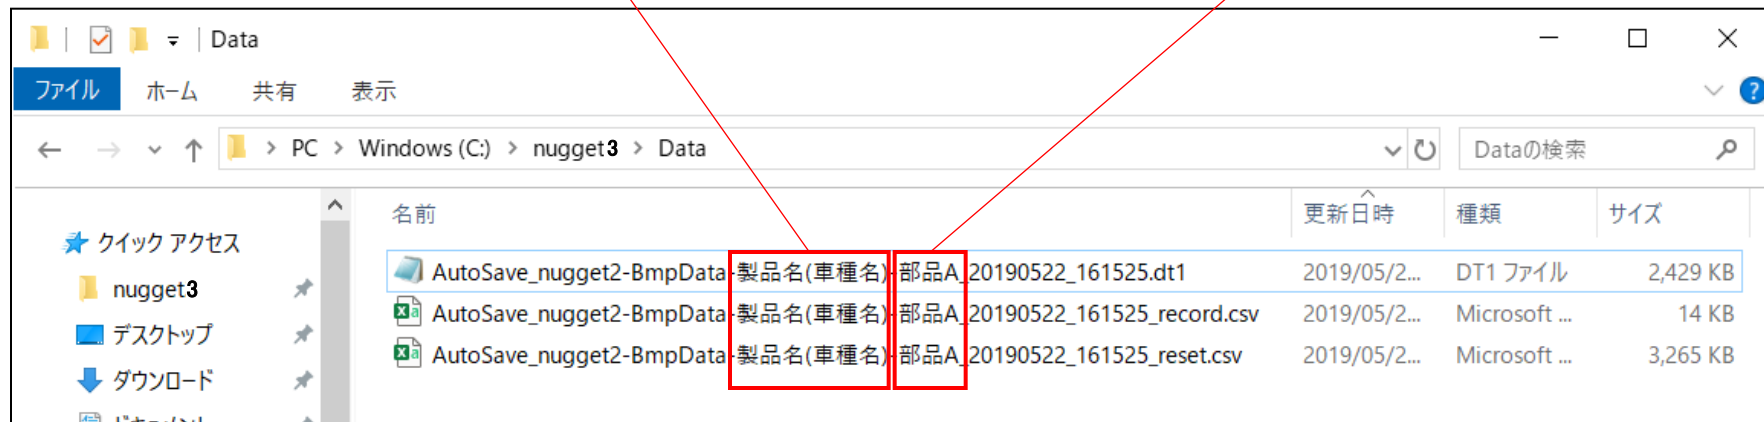 Data
ファイル ホーム 共有 表示
PC > Windows (C:) > nugget3 > Data
Dataの検索
名前 更新日時 種類 サイズ
クイック アクセス
nugget3
デスクトップ
ダウンロード
AutoSave_nugget2-BmpData-製品名(車種名)-部品A_20190522_161525.dt1 2019/05/2... DT1 ファイル 2,429 KB
AutoSave_nugget2-BmpData-製品名(車種名)-部品A_20190522_161525_record.csv 2019/05/2... Microsoft ... 14 KB
AutoSave_nugget2-BmpData-製品名(車種名)-部品A_20190522_161525_reset.csv 2019/05/2... Microsoft ... 3,265 KB